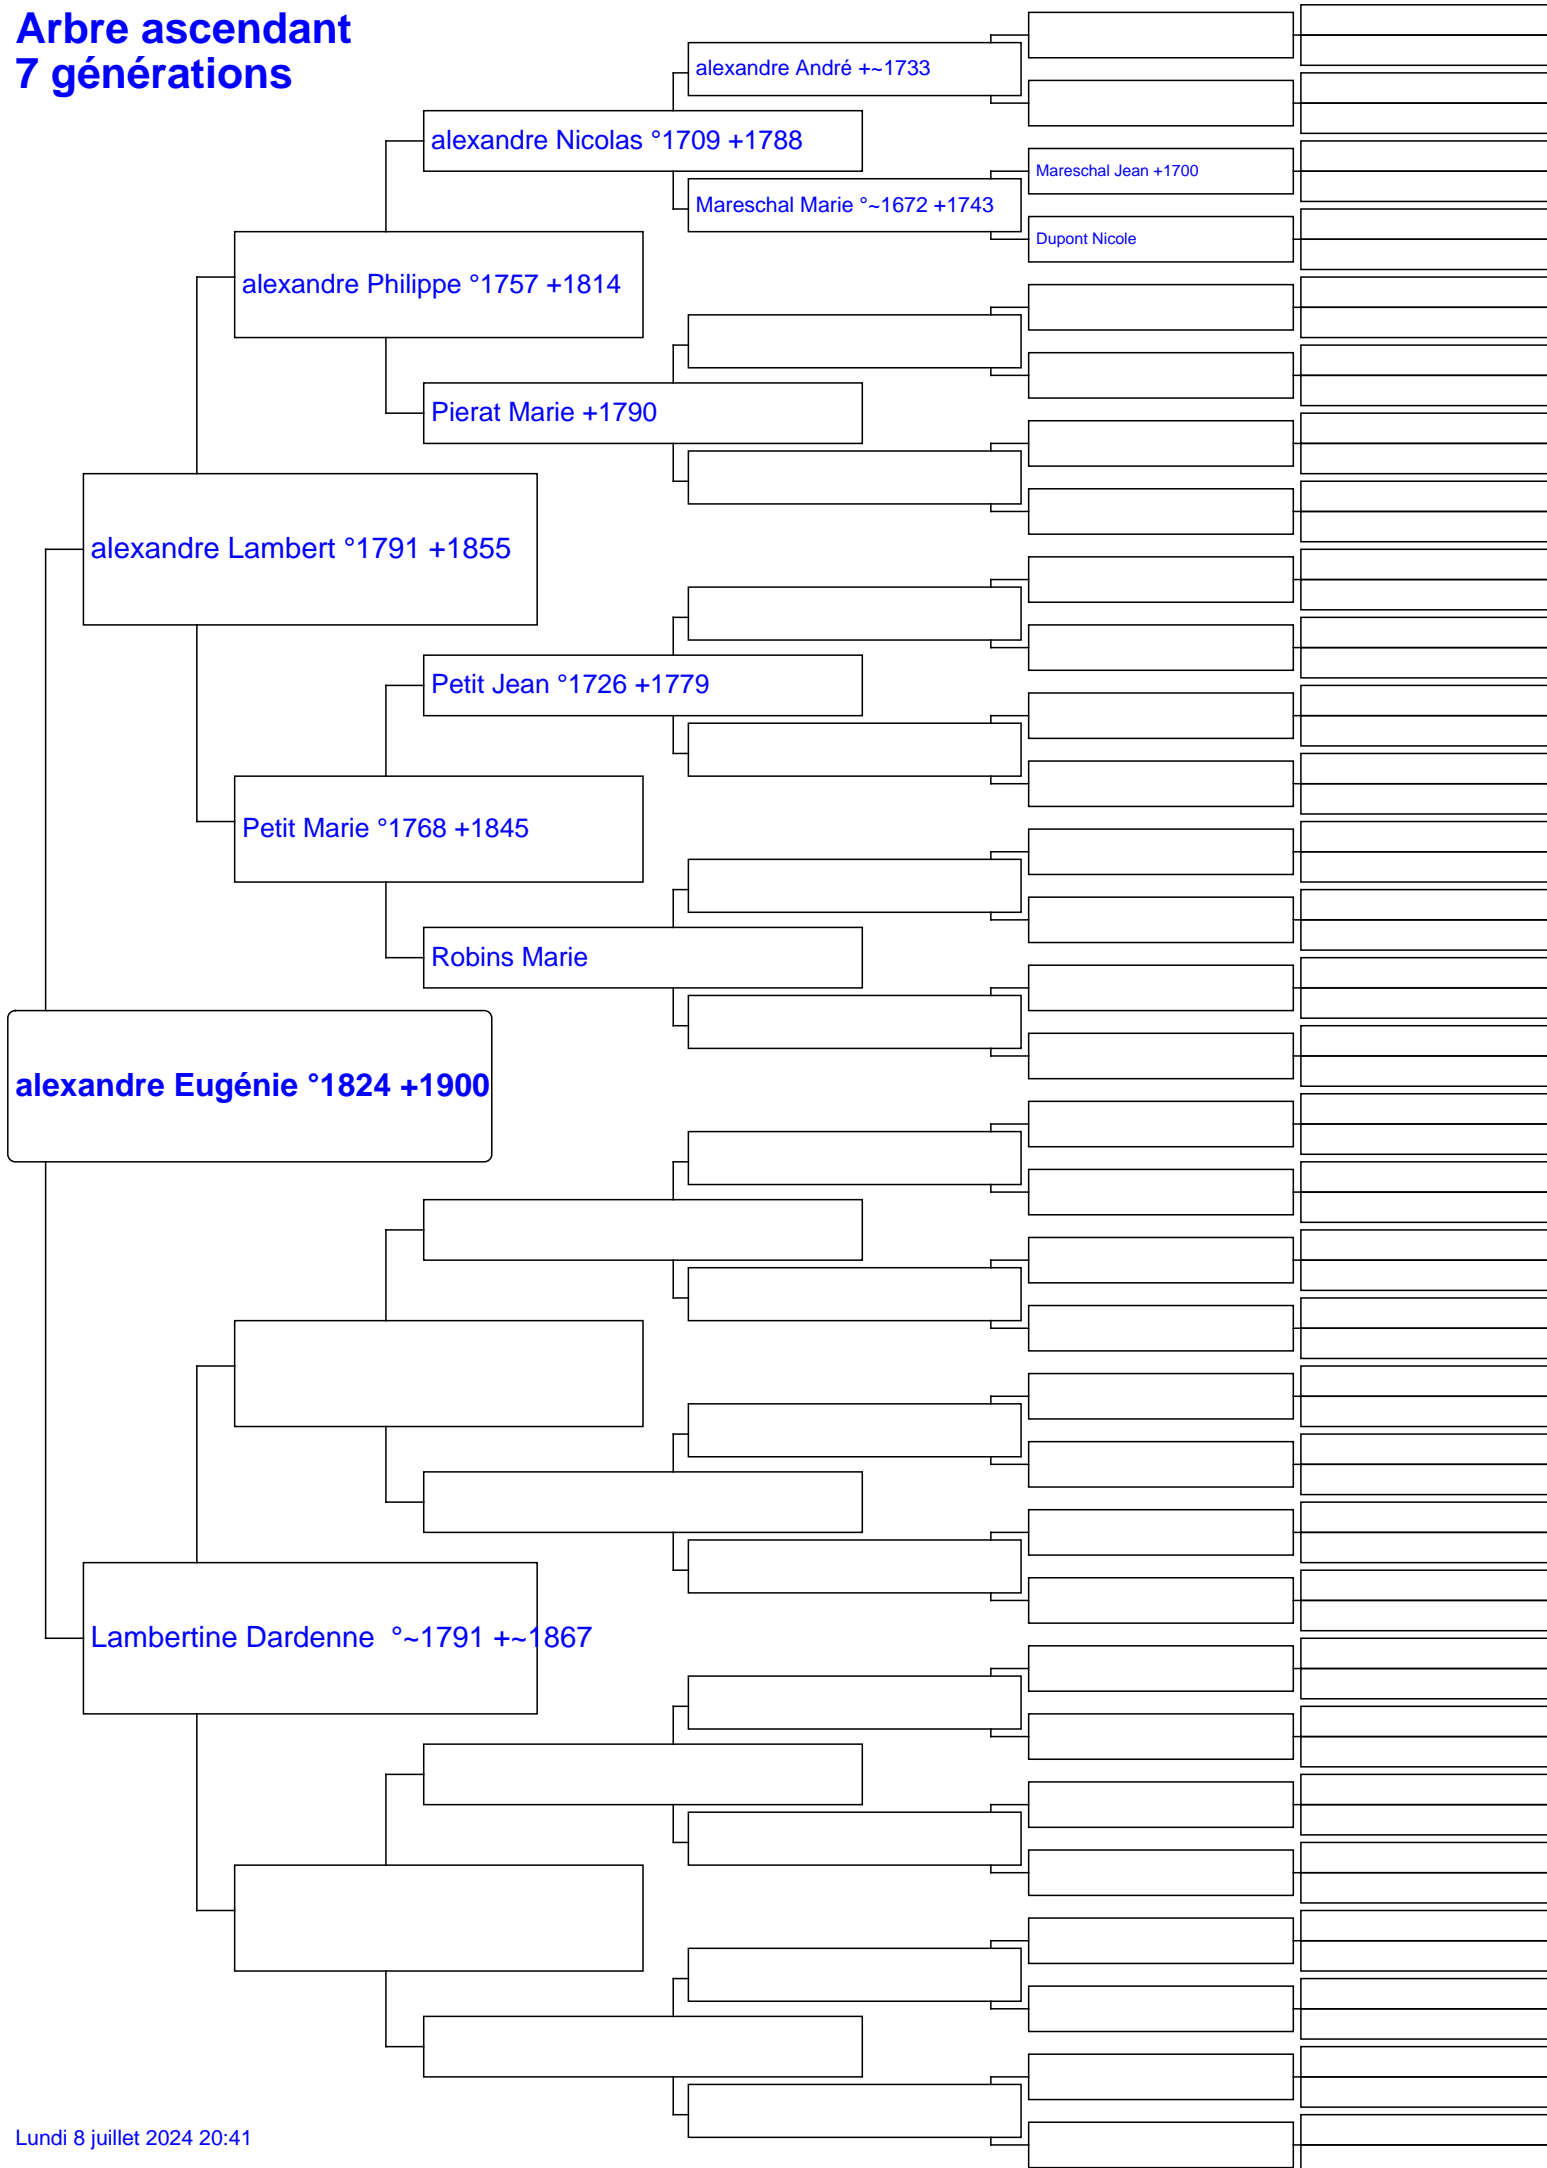 Arbre ascendant
7 générations
alexandre André +~1733
alexandre Nicolas °1709 +1788
Mareschal Jean +1700
Mareschal Marie °~1672 +1743
Dupont Nicole
alexandre Philippe °1757 +1814
Pierat Marie +1790
alexandre Lambert °1791 +1855
Petit Jean °1726 +1779
Petit Marie °1768 +1845
Robins Marie
alexandre Eugénie °1824 +1900
Lambertine Dardenne °~1791 +~1867
Lundi 8 juillet 2024 20:41